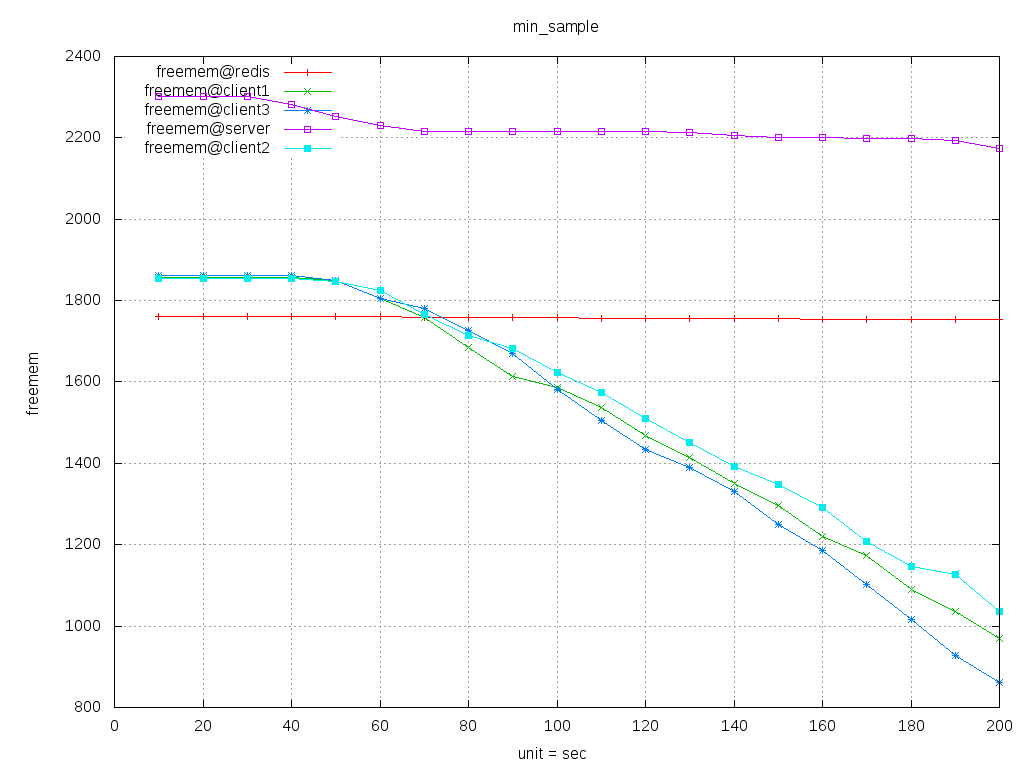 min_sample
2400
2200
2000
1800
1600
1400
1200
1000
800
freemem
freemem@redis
freemem@client1
freemem@client3
freemem@server
freemem@client2
0 20 40 60 80 100 120 140 160 180 200
unit = sec